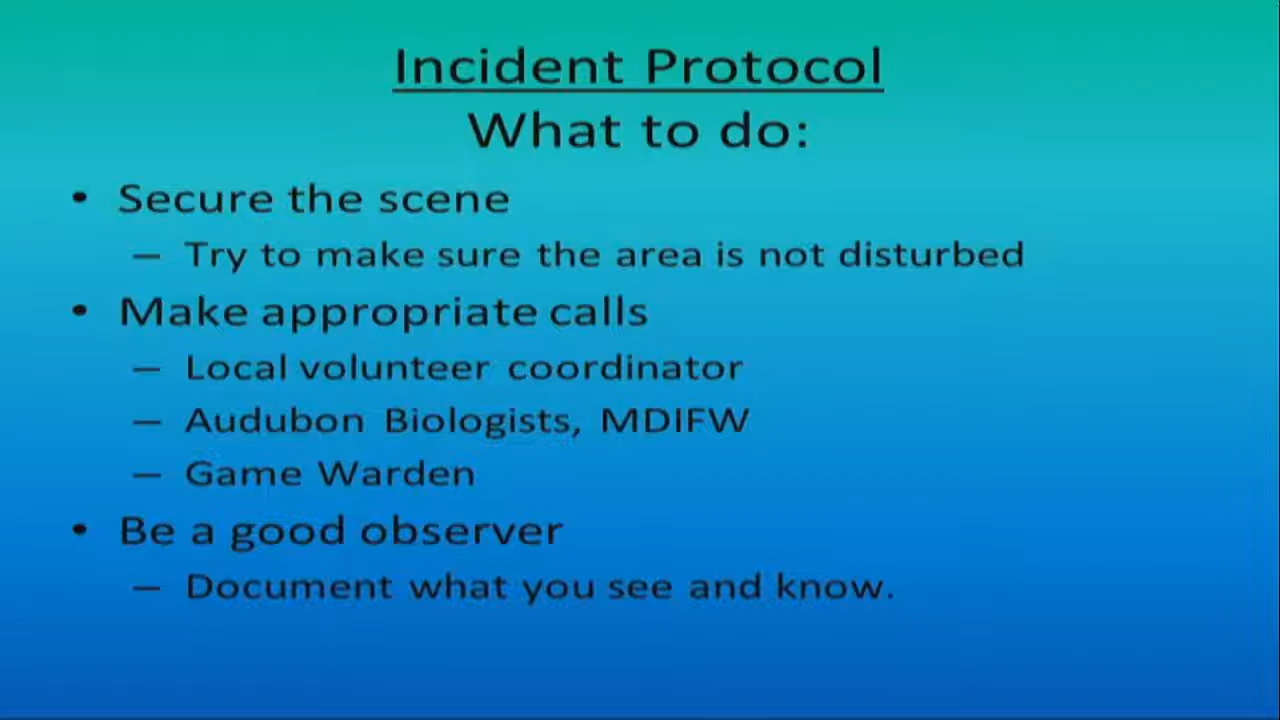 Incident Protocol
What to do:
• Secure the scene
– Try to make sure the area is not disturbed
• Make appropriate calls
– Local volunteer coordinator
– Audubon Biologists, MDIFW
– Game Warden
• Be a good observer
– Document what you see and know.